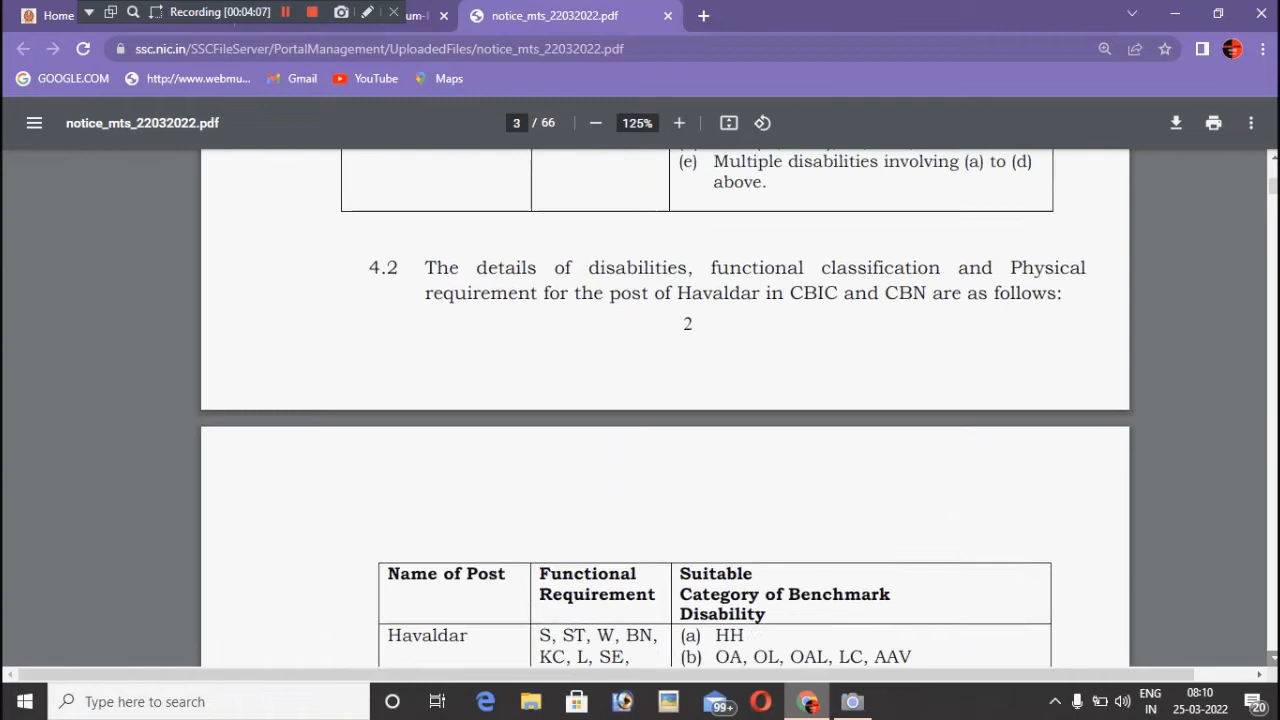 Home
Recording [00:04:07]
um-
notice_mts_22032022.pdf
ssc.nic.in/SSCFileServer/PortalManagement/UploadedFiles/notice_mts_22032022.pdf
GOOGLE.COM http://www.webmu... Gmail YouTube Maps
notice_mts_22032022.pdf 3 / 66 125%
(e) Multiple disabilities involving (a) to (d)
above.
4.2 The details of disabilities, functional classification and Physical
requirement for the post of Havaldar in CBIC and CBN are as follows:
2
Name of Post Functional Suitable
Requirement Category of Benchmark
Disability
Havaldar S, ST, W, BN, (a) HH
KC, L, SE, (b) OA, OL, OAL, LC, AAV
Type here to search
99+
ENG 08:10
IN 25-03-2022 20